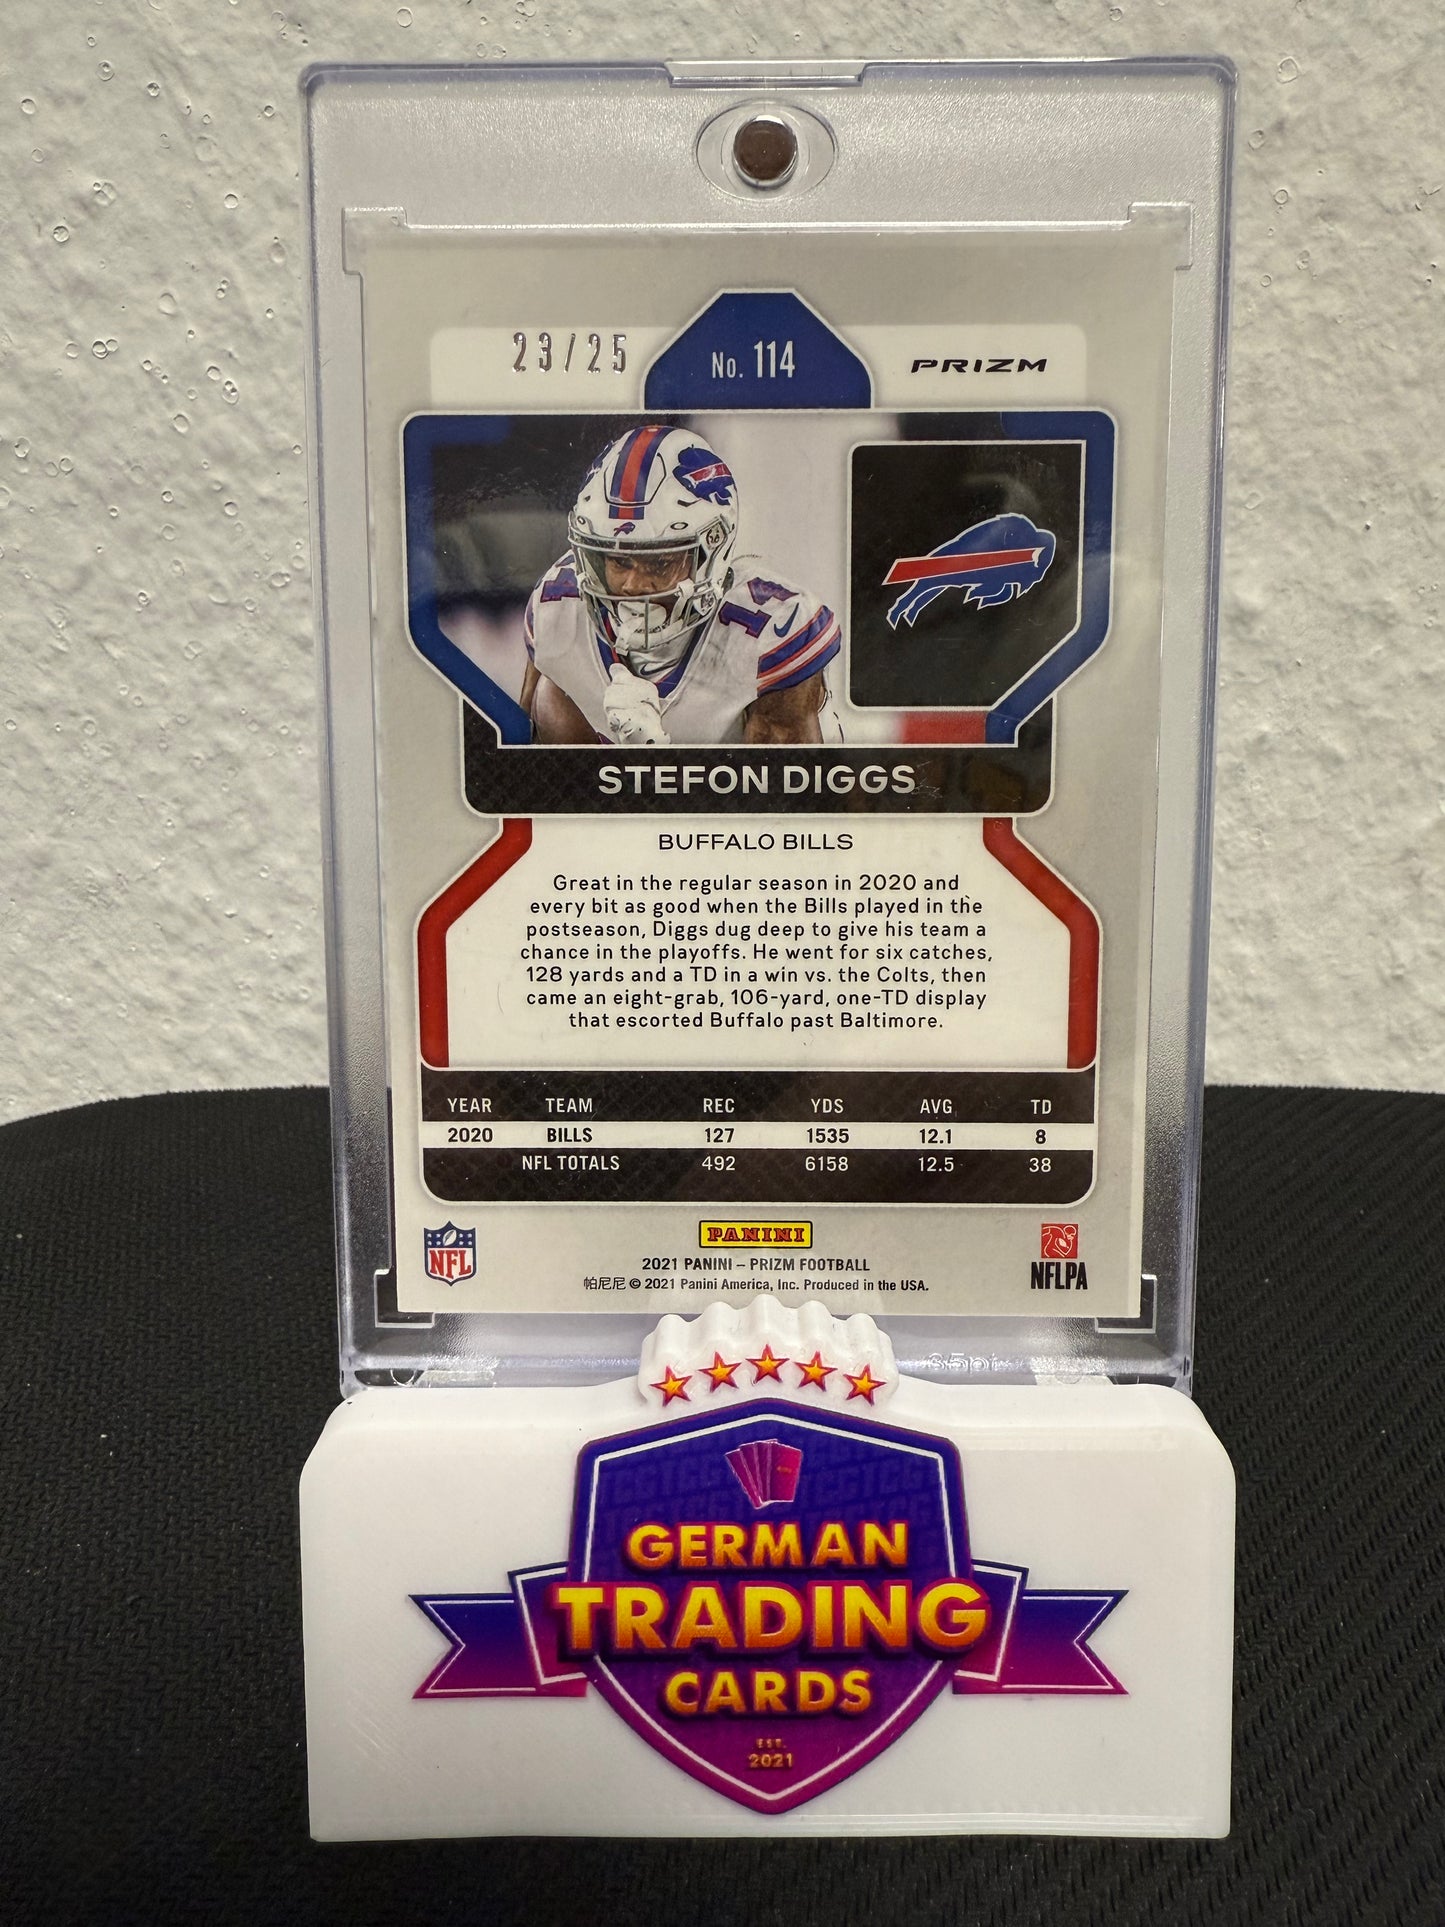 23/25
No. 114
PRIZM
14
14
STEFON DIGGS
BUFFALO BILLS
Great in the regular season in 2020 and
every bit as good when the Bills played in the
postseason, Diggs dug deep to give his team a
chance in the playoffs. He went for six catches,
128 yards and a TD in a win vs. the Colts, then
came an eight-grab, 106-yard, one-TD display
that escorted Buffalo past Baltimore.
YEAR TEAM REC YDS AVG TD
2020 BILLS 127 1535 12.1 8
NFL TOTALS 492 6158 12.5 38
NFL
PANINI
NFLPA
2021 PANINI – PRIZM FOOTBALL
帕尼尼 © 2021 Panini America, Inc. Produced in the USA.
35pt
GERMAN
TRADING
CARDS
EST.
2021